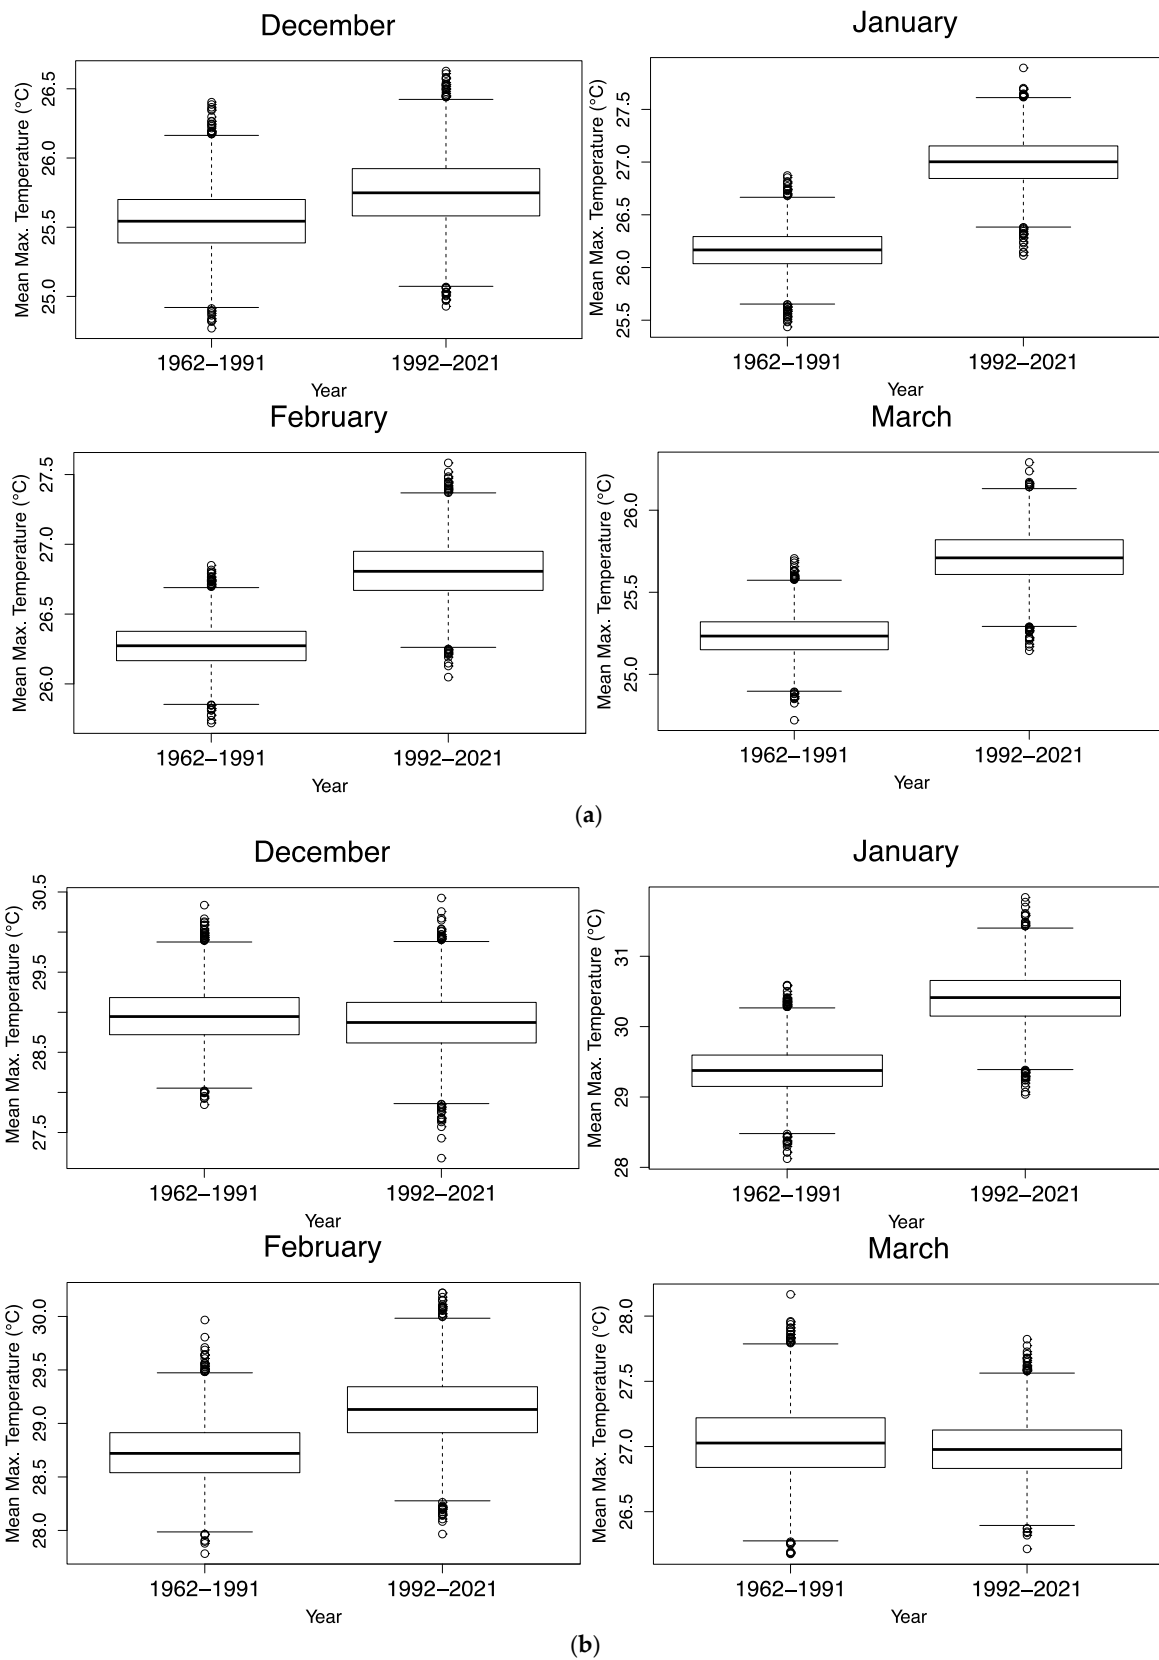 December
Mean Max. Temperature (°C)
26.5
26.0
25.5
25.0
1962–1991
1992–2021
Year
January
Mean Max. Temperature (°C)
27.5
27.0
26.5
26.0
25.5
1962–1991
1992–2021
Year
February
Mean Max. Temperature (°C)
27.5
27.0
26.5
26.0
1962–1991
1992–2021
Year
March
Mean Max. Temperature (°C)
26.0
25.5
25.0
1962–1991
1992–2021
Year
(a)
December
Mean Max. Temperature (°C)
30.5
29.5
28.5
27.5
1962–1991
1992–2021
Year
January
Mean Max. Temperature (°C)
31
30
29
28
1962–1991
1992–2021
Year
February
Mean Max. Temperature (°C)
30.0
29.5
29.0
28.5
28.0
1962–1991
1992–2021
Year
March
Mean Max. Temperature (°C)
28.0
27.5
27.0
26.5
1962–1991
1992–2021
Year
(b)